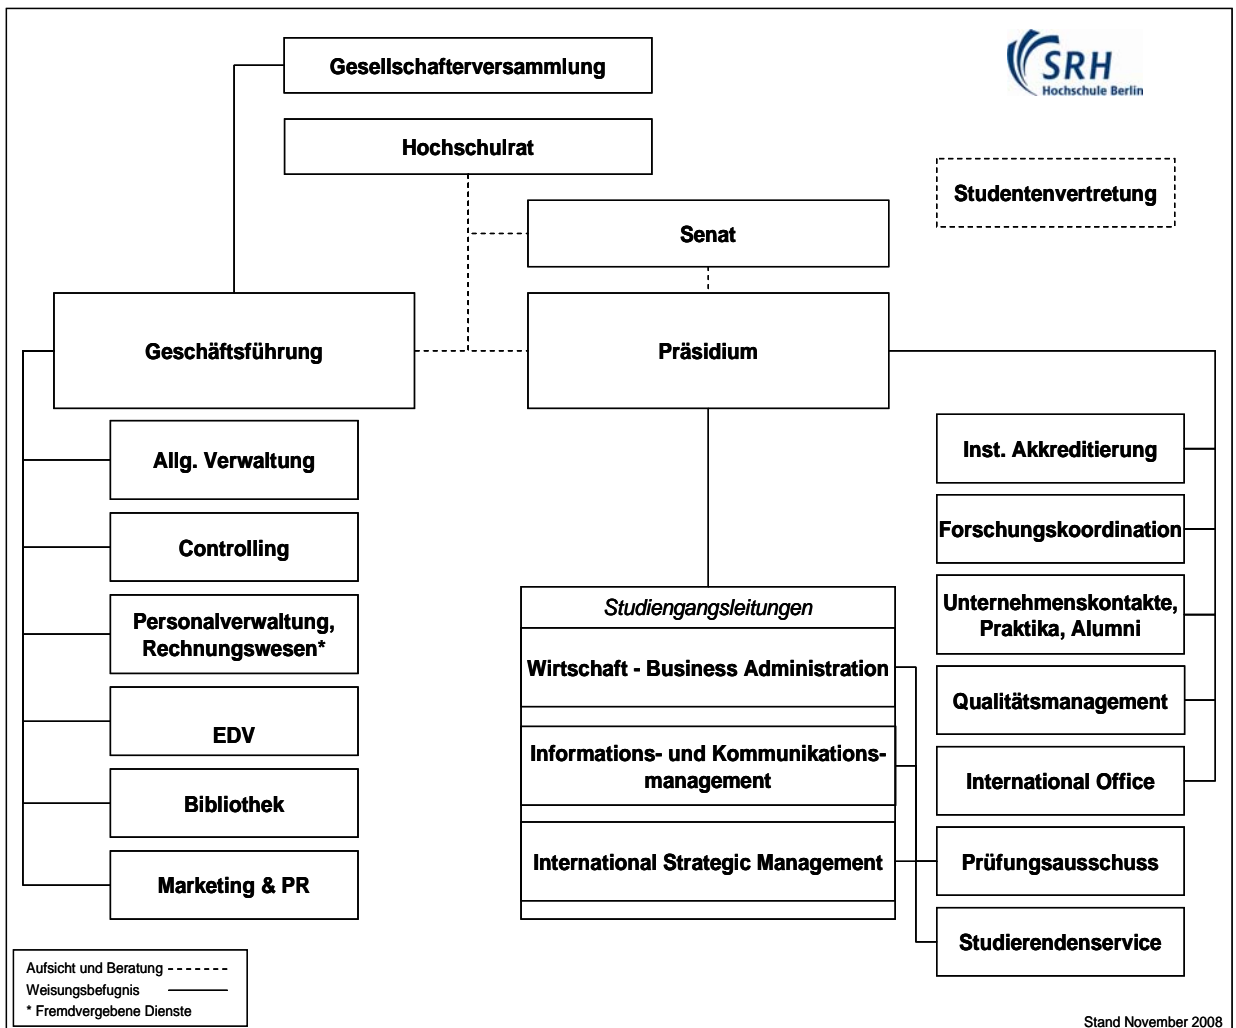 Gesellschafterversammlung
SRH
Hochschule Berlin
Hochschulrat
Studentenvertretung
Senat
Geschäftsführung
Präsidium
Allg. Verwaltung
Controlling
Personalverwaltung,
Rechnungswesen*
EDV
Bibliothek
Marketing & PR
Studiengangsleitungen
Wirtschaft - Business Administration
Informations- und Kommunikations-
management
International Strategic Management
Inst. Akkreditierung
Forschungskoordination
Unternehmenskontakte,
Praktika, Alumni
Qualitätsmanagement
International Office
Prüfungsausschuss
Studierendenservice
Aufsicht und Beratung
Weisungsbefugnis
* Fremdvergebene Dienste
Stand November 2008